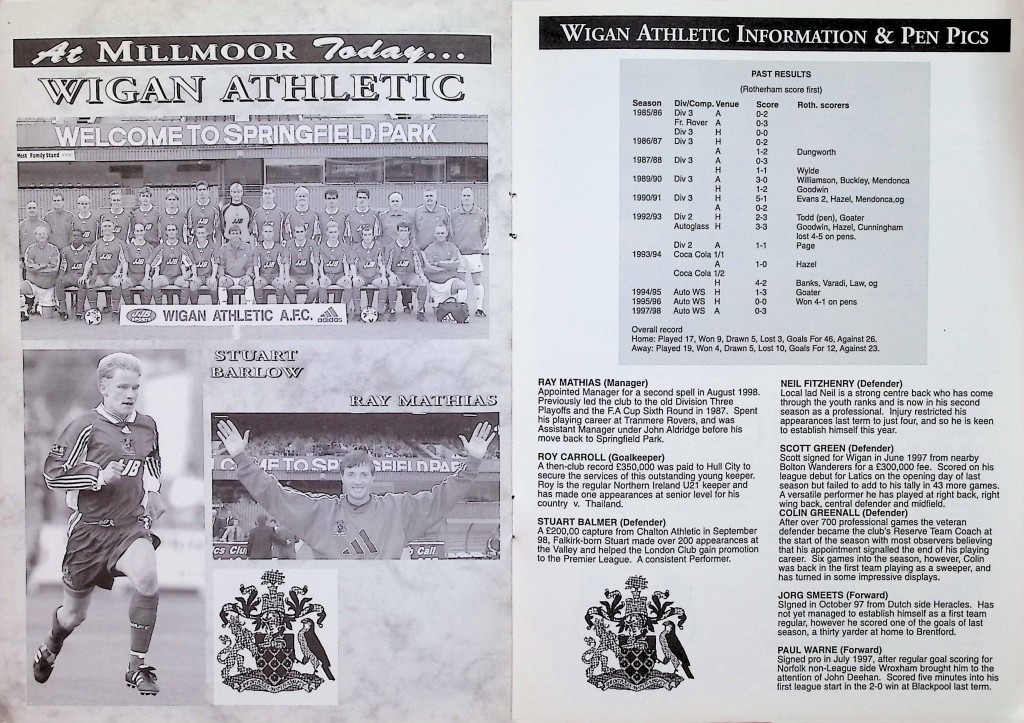 At MILLMOOR Today...
WIGAN ATHLETIC
WELCOME TO SPRINGFIELD PARK
West Family Stand
JJB
SPORTS
WIGAN ATHLETIC A.F.C.
adidas
STUART
BARLOW
RAY MATHIAS
JJB
CO TO SP FIELD PARK
cs Clu
Call
WIGAN ATHLETIC INFORMATION & PEN PICS
PAST RESULTS
(Rotherham score first)
Season Div/Comp. Venue Score Roth. scorers
1985/86 Div 3 A 0-2
Fr. Rover A 0-3
Div 3 H 0-0
1986/87 Div 3 H 0-2
A 1-2 Dungworth
1987/88 Div 3 A 0-3
H 1-1 Wylde
1989/90 Div 3 A 3-0 Williamson, Buckley, Mendonca
H 1-2 Goodwin
1990/91 Div 3 H 5-1 Evans 2, Hazel, Mendonca,og
A 0-2
1992/93 Div 2 H 2-3 Todd (pen), Goater
Autoglass H 3-3 Goodwin, Hazel, Cunningham
lost 4-5 on pens.
Div 2 A 1-1 Page
1993/94 Coca Cola 1/1
A 1-0 Hazel
Coca Cola 1/2
H 4-2 Banks, Varadi, Law, og
1994/95 Auto WS H 1-3 Goater
1995/96 Auto WS H 0-0 Won 4-1 on pens
1997/98 Auto WS A 0-3
Overall record
Home: Played 17, Won 9, Drawn 5, Lost 3, Goals For 46, Against 26.
Away: Played 19, Won 4, Drawn 5, Lost 10, Goals For 12, Against 23.
RAY MATHIAS (Manager)
Appointed Manager for a second spell in August 1998.
Previously led the club to the old Division Three
Playoffs and the F.A Cup Sixth Round in 1987. Spent
his playing career at Tranmere Rovers, and was
Assistant Manager under John Aldridge before his
move back to Springfield Park.
ROY CARROLL (Goalkeeper)
A then-club record £350,000 was paid to Hull City to
secure the services of this outstanding young keeper.
Roy is the regular Northern Ireland U21 keeper and
has made one appearances at senior level for his
country v. Thailand.
STUART BALMER (Defender)
A £200,00 capture from Chalton Athletic in September
98, Falkirk-born Stuart made over 200 appearances at
the Valley and helped the London Club gain promotion
to the Premier League. A consistent Performer.
NEIL FITZHENRY (Defender)
Local lad Neil is a strong centre back who has come
through the youth ranks and is now in his second
season as a professional. Injury restricted his
appearances last term to just four, and so he is keen
to establish himself this year.
SCOTT GREEN (Defender)
Scott signed for Wigan in June 1997 from nearby
Bolton Wanderers for a £300,000 fee. Scored on his
league debut for Latics on the opening day of last
season but failed to add to his tally in 43 more games.
A versatile performer he has played at right back, right
wing back, central defender and midfield.
COLIN GREENALL (Defender)
After over 700 professional games the veteran
defender became the club's Reserve Team Coach at
the start of the season with most observers believing
that his appointment signalled the end of his playing
career. Six games into the season, however, Colin
was back in the first team playing as a sweeper, and
has turned in some impressive displays.
JORG SMEETS (Forward)
Signed in October 97 from Dutch side Heracles. Has
not yet managed to establish himself as a first team
regular, however he scored one of the goals of last
season, a thirty yarder at home to Brentford.
PAUL WARNE (Forward)
Signed pro in July 1997, after regular goal scoring for
Norfolk non-League side Wroxham brought him to the
attention of John Deehan. Scored five minutes into his
first league start in the 2-0 win at Blackpool last term.